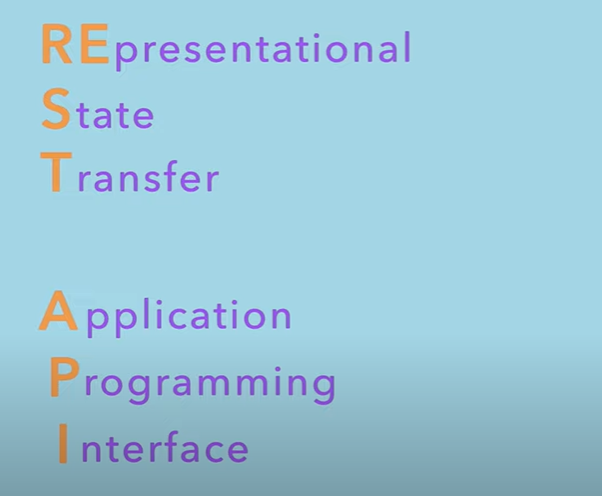 REpresentational
State
Transfer
Application
Programming
Interface